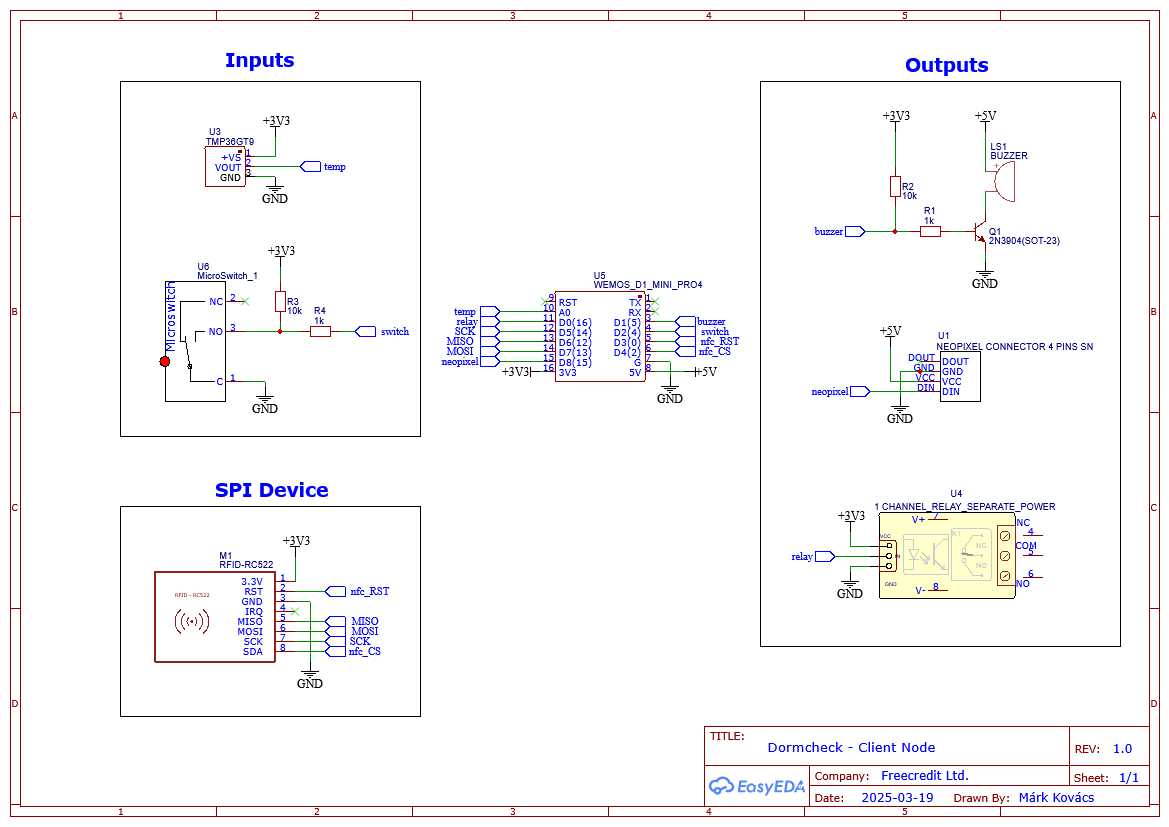 1 2 3 4 5
A
B
C
D
A
B
C
D
Inputs
+3V3
U3
TMP36GT9
+VS 1
VOUT 2
GND 3
temp
GND
+3V3
U6
MicroSwitch_1
Microswitch
NC 2
NO 3
C 1
R3
10k
R4
1k
switch
GND
SPI Device
+3V3
M1
RFID-RC522
RFID - RC522
3.3V 1
RST 2
GND 3
IRQ 4
MISO 5
MOSI 6
SCK 7
SDA 8
nfc_RST
MISO
MOSI
SCK
nfc_CS
GND
U5
WEMOS_D1_MINI_PRO4
temp
relay
SCK
MISO
MOSI
neopixel
+3V3
9 RST
10 A0
11 D0(16)
12 D5(14)
13 D6(12)
14 D7(13)
15 D8(15)
16 3V3
TX 1
RX 2
D1(5) 3
D2(4) 4
D3(0) 5
D4(2) 6
G 7
5V 8
buzzer
switch
nfc_RST
nfc_CS
+5V
GND
Outputs
+3V3
+5V
LS1
BUZZER
+
R2
10k
R1
1k
buzzer
Q1
2N3904(SOT-23)
GND
+5V
U1
NEOPIXEL CONNECTOR 4 PINS SN
DOUT DOUT
GND GND
VCC VCC
DIN DIN
neopixel
GND
U4
1 CHANNEL_RELAY_SEPARATE_POWER
+3V3
V+ 7
VCC
IN
GND
K1
NC
NO
NC
4
COM
5
6
NO
V- 8
relay
GND
TITLE:
Dormcheck - Client Node
REV: 1.0
EasyEDA
Company: Freecredit Ltd.
Sheet: 1/1
Date: 2025-03-19 Drawn By: Márk Kovács
1 2 3 4 5